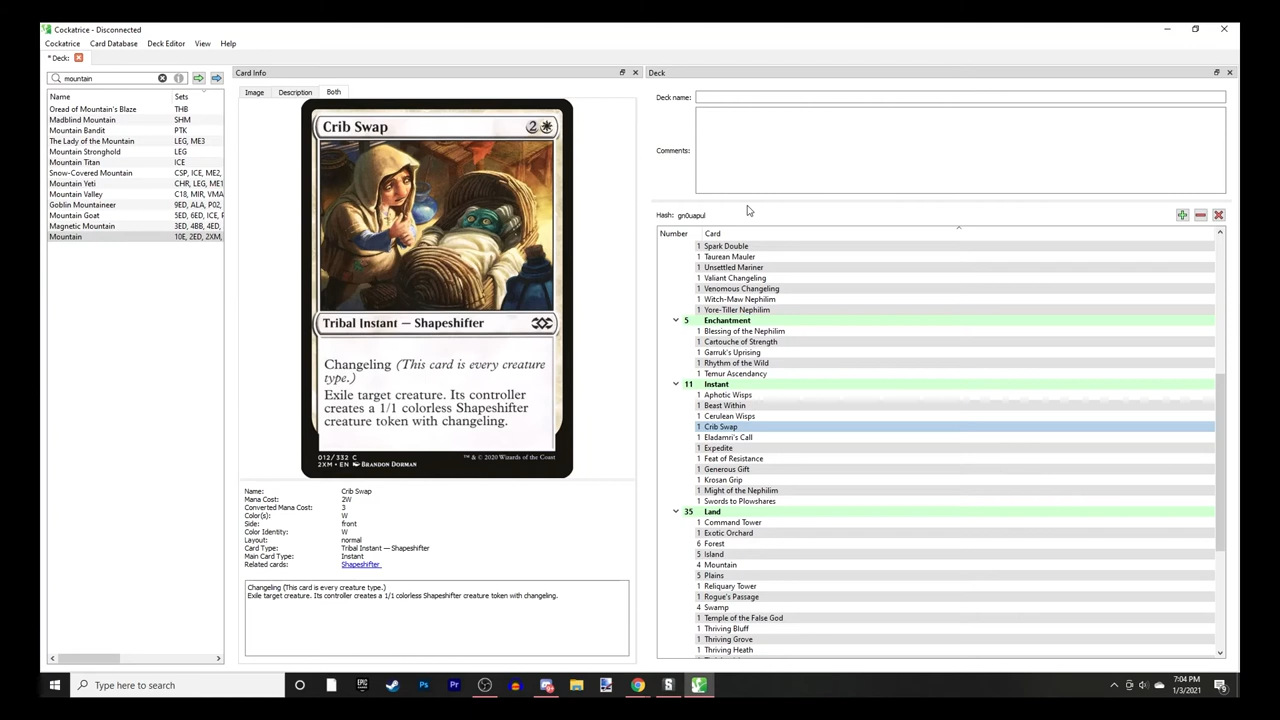 Cockatrice - Disconnected
Cockatrice Card Database Deck Editor View Help
* Deck:
mountain
Name Sets
Oread of Mountain's Blaze THB
Madblind Mountain SHM
Mountain Bandit PTK
The Lady of the Mountain LEG, ME3
Mountain Stronghold LEG
Mountain Titan ICE
Snow-Covered Mountain CSP, ICE, ME2,
Mountain Yeti CHR, LEG, ME1
Mountain Valley C18, MIR, VMA
Goblin Mountaineer 9ED, ALA, P02,
Mountain Goat 5ED, 6ED, ICE,
Magnetic Mountain 3ED, 4BB, 4ED,
Mountain 10E, 2ED, 2XM,
Card Info
Image Description Both
Crib Swap 2
Tribal Instant — Shapeshifter
Changeling (This card is every creature
type.)
Exile target creature. Its controller
creates a 1/1 colorless Shapeshifter
creature token with changeling.
012/332 C
2XM • EN BRANDON DORMAN
™ & © 2020 Wizards of the Coast
Name: Crib Swap
Mana Cost: 2W
Converted Mana Cost: 3
Color(s): W
Side: front
Color Identity: W
Layout: normal
Card Type: Tribal Instant — Shapeshifter
Main Card Type: Instant
Related cards: Shapeshifter
Changeling (This card is every creature type.)
Exile target creature. Its controller creates a 1/1 colorless Shapeshifter creature token with changeling.
Deck
Deck name:
Comments:
Hash: gn0uapul
Number Card
1 Spark Double
1 Taurean Mauler
1 Unsettled Mariner
1 Valiant Changeling
1 Venomous Changeling
1 Witch-Maw Nephilim
1 Yore-Tiller Nephilim
5 Enchantment
1 Blessing of the Nephilim
1 Cartouche of Strength
1 Garruk's Uprising
1 Rhythm of the Wild
1 Temur Ascendancy
11 Instant
1 Aphotic Wisps
1 Beast Within
1 Cerulean Wisps
1 Crib Swap
1 Eladamri's Call
1 Expedite
1 Feat of Resistance
1 Generous Gift
1 Krosan Grip
1 Might of the Nephilim
1 Swords to Plowshares
35 Land
1 Command Tower
1 Exotic Orchard
6 Forest
5 Island
4 Mountain
5 Plains
1 Reliquary Tower
1 Rogue's Passage
4 Swamp
1 Temple of the False God
1 Thriving Bluff
1 Thriving Grove
1 Thriving Heath
Type here to search
EPIC
Ps
Pr
7:04 PM
1/3/2021
9